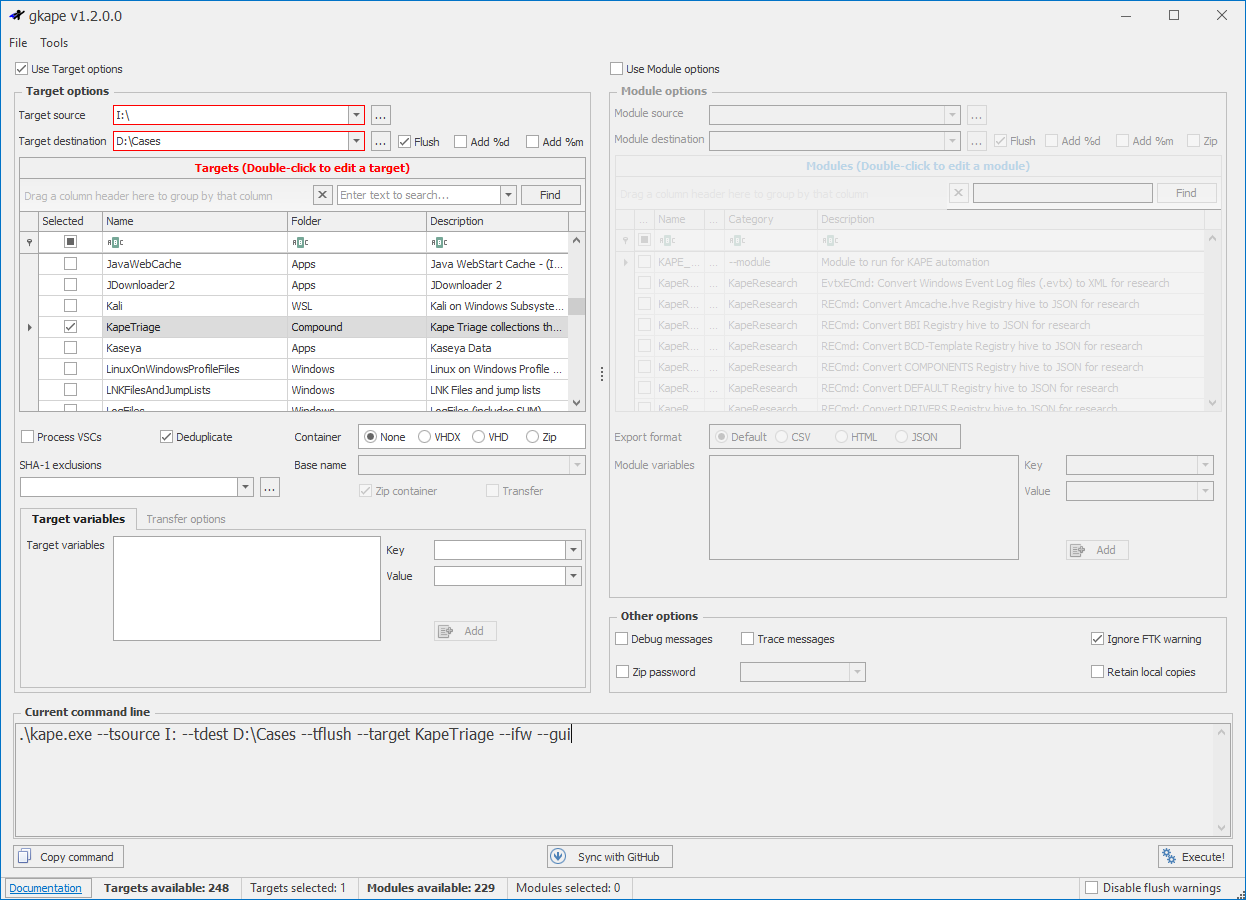 gkape v1.2.0.0
File Tools
Use Target options
Target options
Target source I:\ ...
Target destination D:\Cases ... Flush Add %d Add %m
Targets (Double-click to edit a target)
Drag a column header here to group by that column Enter text to search... Find
Selected Name Folder Description
JavaWebCache Apps Java WebStart Cache - (I...
JDownloader2 Apps JDownloader 2
Kali WSL Kali on Windows Subsyste...
KapeTriage Compound Kape Triage collections th...
Kaseya Apps Kaseya Data
LinuxOnWindowsProfileFiles Windows Linux on Windows Profile ...
LNKFilesAndJumpLists Windows LNK Files and jump lists
LogFiles Windows LogFiles (includes SUM)
Process VSCs Deduplicate Container None VHDX VHD Zip
SHA-1 exclusions Base name
... Zip container Transfer
Target variables Transfer options
Target variables Key
Value
Add
Use Module options
Module options
Module source ...
Module destination ... Flush Add %d Add %m Zip
Modules (Double-click to edit a module)
Drag a column header here to group by that column Find
... Name ... Category Description
KAPE_... ... --module Module to run for KAPE automation
KapeR... ... KapeResearch EvtxECmd: Convert Windows Event Log files (.evtx) to XML for research
KapeR... ... KapeResearch RECmd: Convert Amcache.hve Registry hive to JSON for research
KapeR... ... KapeResearch RECmd: Convert BBI Registry hive to JSON for research
KapeR... ... KapeResearch RECmd: Convert BCD-Template Registry hive to JSON for research
KapeR... ... KapeResearch RECmd: Convert COMPONENTS Registry hive to JSON for research
KapeR... ... KapeResearch RECmd: Convert DEFAULT Registry hive to JSON for research
KapeR... ... KapeResearch RECmd: Convert DRIVERS Registry hive to JSON for research
Export format Default CSV HTML JSON
Module variables Key
Value
Add
Other options
Debug messages Trace messages Ignore FTK warning
Zip password Retain local copies
Current command line
.\kape.exe --tsource I: --tdest D:\Cases --tflush --target KapeTriage --ifw --gui
Copy command Sync with GitHub Execute!
Documentation Targets available: 248 Targets selected: 1 Modules available: 229 Modules selected: 0 Disable flush warnings